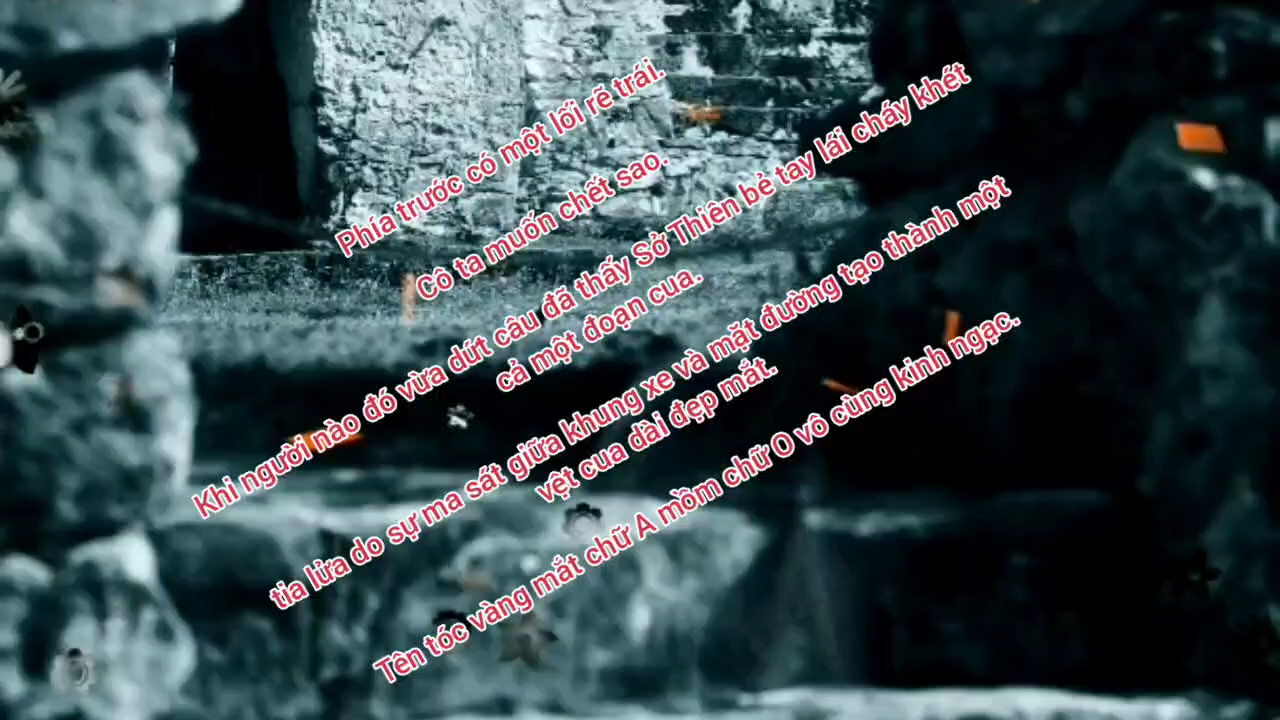 Phía trước có một lối rẽ trái.
Cô ta muốn chết sao.
Khi người nào đó vừa dứt câu đã thấy Sở Thiên bẻ tay lái cháy khét
cả một đoạn cua.
tia lửa do sự ma sát giữa khung xe và mặt đường tạo thành một
vệt cua dài đẹp mắt.
Tên tóc vàng mắt chữ A mồm chữ O vô cùng kinh ngạc.